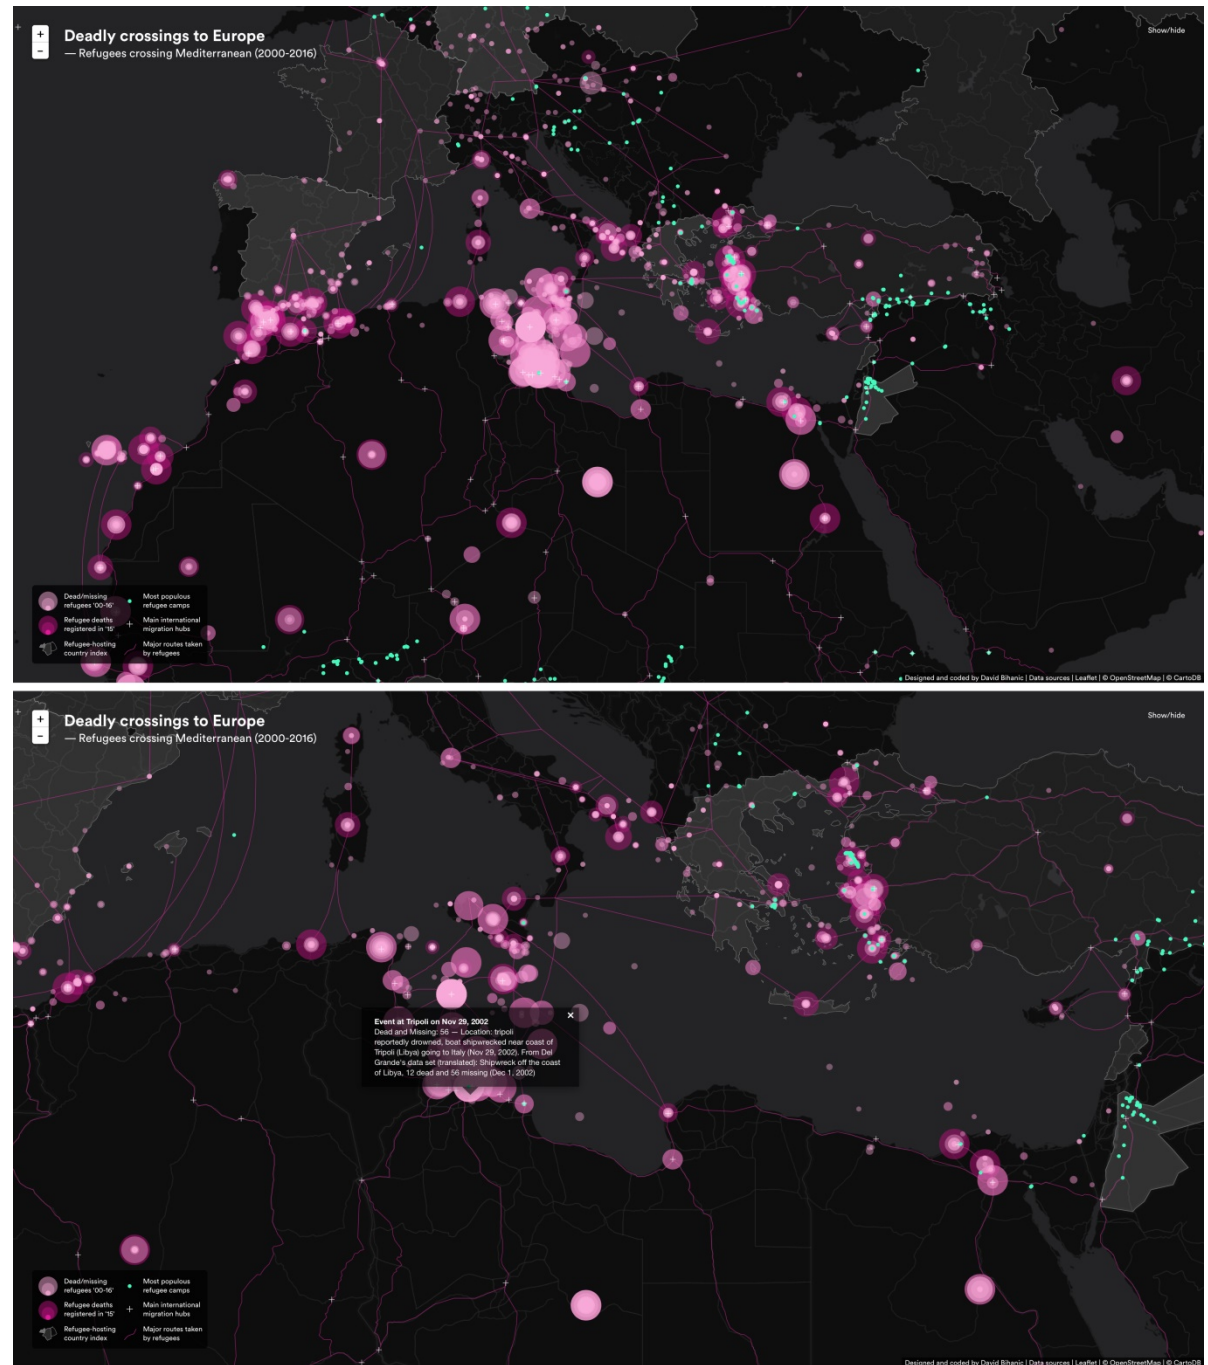 +
−
Deadly crossings to Europe
— Refugees crossing Mediterranean (2000-2016)
Show/hide
Dead/missing
refugees '00-16'
Most populous
refugee camps
Refugee deaths
registered in '15'
Main international
migration hubs
Refugee-hosting
country index
Major routes taken
by refugees
Designed and coded by David Bihanic | Data sources | Leaflet | © OpenStreetMap | © CartoDB
+
−
Deadly crossings to Europe
— Refugees crossing Mediterranean (2000-2016)
Show/hide
Event at Tripoli on Nov 29, 2002
Dead and Missing: 56 — Location: tripoli
reportedly drowned, boat shipwrecked near coast of
Tripoli (Libya) going to Italy (Nov 29, 2002). From Del
Grande's data set (translated): Shipwreck off the coast
of Libya, 12 dead and 56 missing (Dec 1, 2002)
Dead/missing
refugees '00-16'
Most populous
refugee camps
Refugee deaths
registered in '15'
Main international
migration hubs
Refugee-hosting
country index
Major routes taken
by refugees
Designed and coded by David Bihanic | Data sources | Leaflet | © OpenStreetMap | © CartoDB